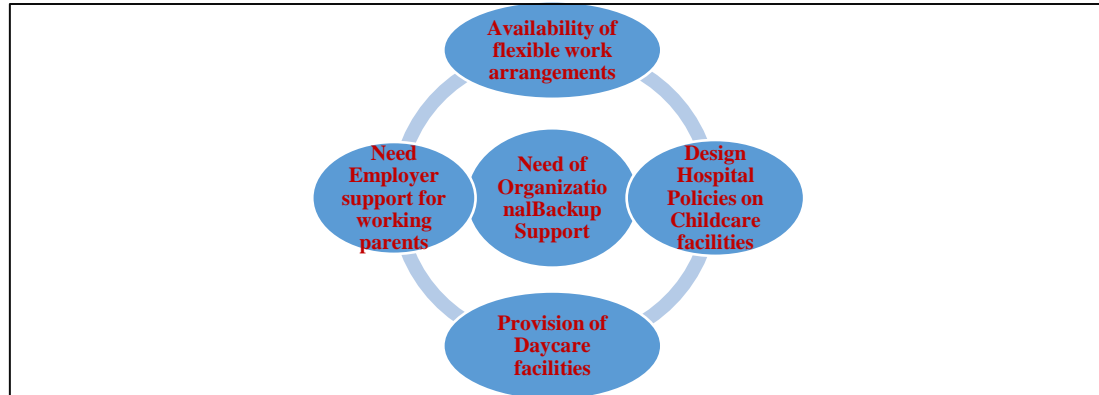 Availability of
flexible work
arrangements
Need
Employer
support for
working
parents
Need of
Organizatio
nalBackup
Support
Design
Hospital
Policies on
Childcare
facilities
Provision of
Daycare
facilities